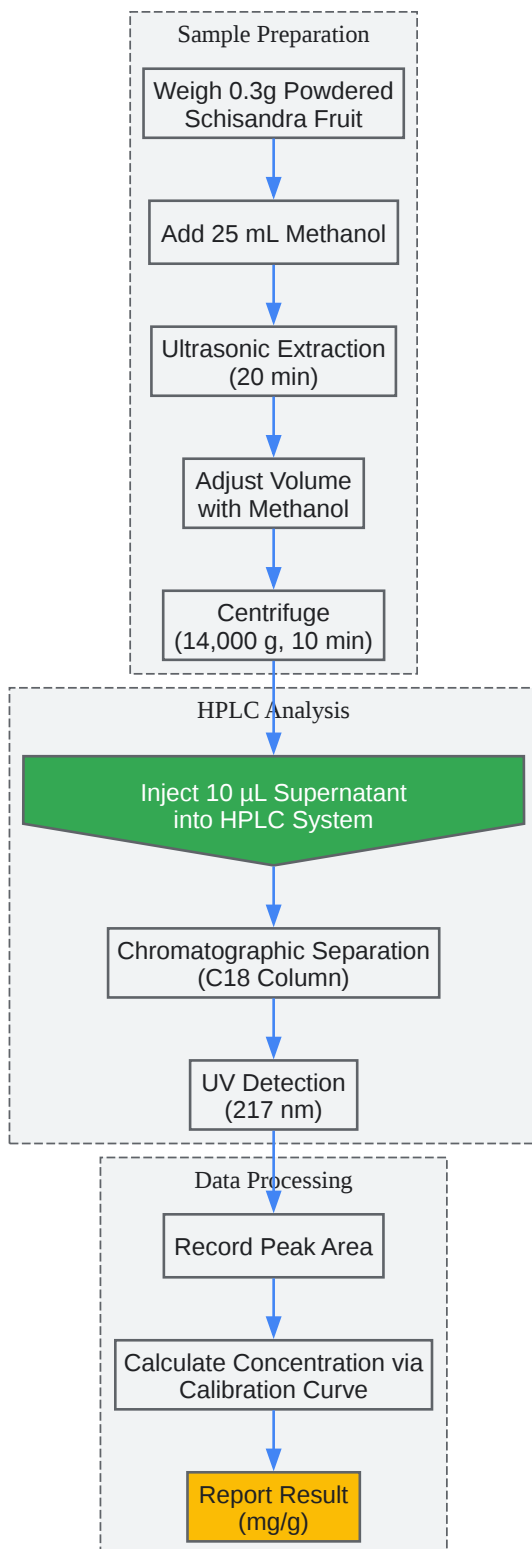 Sample Preparation
Weigh 0.3g Powdered
Schisandra Fruit
Add 25 mL Methanol
Ultrasonic Extraction
(20 min)
Adjust Volume
with Methanol
Centrifuge
(14,000 g, 10 min)
HPLC Analysis
Inject 10 µL Supernatant
into HPLC System
Chromatographic Separation
(C18 Column)
UV Detection
(217 nm)
Data Processing
Record Peak Area
Calculate Concentration via
Calibration Curve
Report Result
(mg/g)